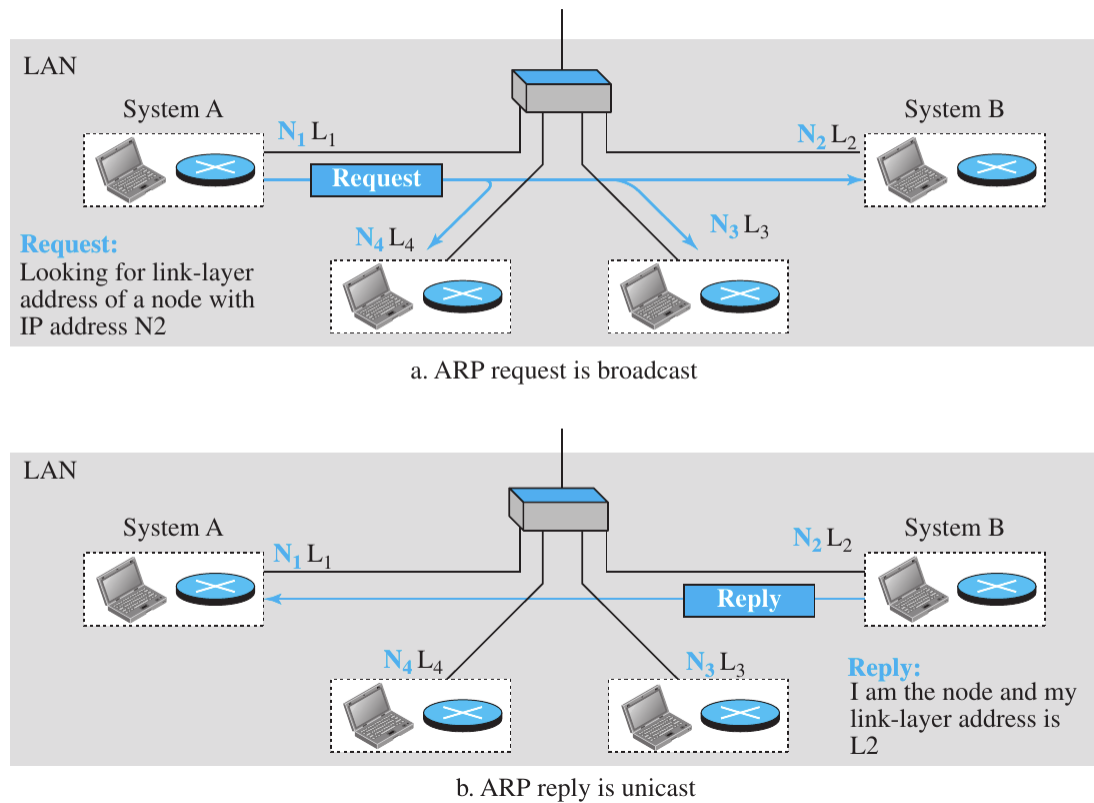 LAN
System A
System B
N₁ L₁
N₂ L₂
Request
N₄ L₄
N₃ L₃
Request:
Looking for link-layer
address of a node with
IP address N2
a. ARP request is broadcast
LAN
System A
System B
N₁ L₁
N₂ L₂
Reply
N₄ L₄
N₃ L₃
Reply:
I am the node and my
link-layer address is
L2
b. ARP reply is unicast